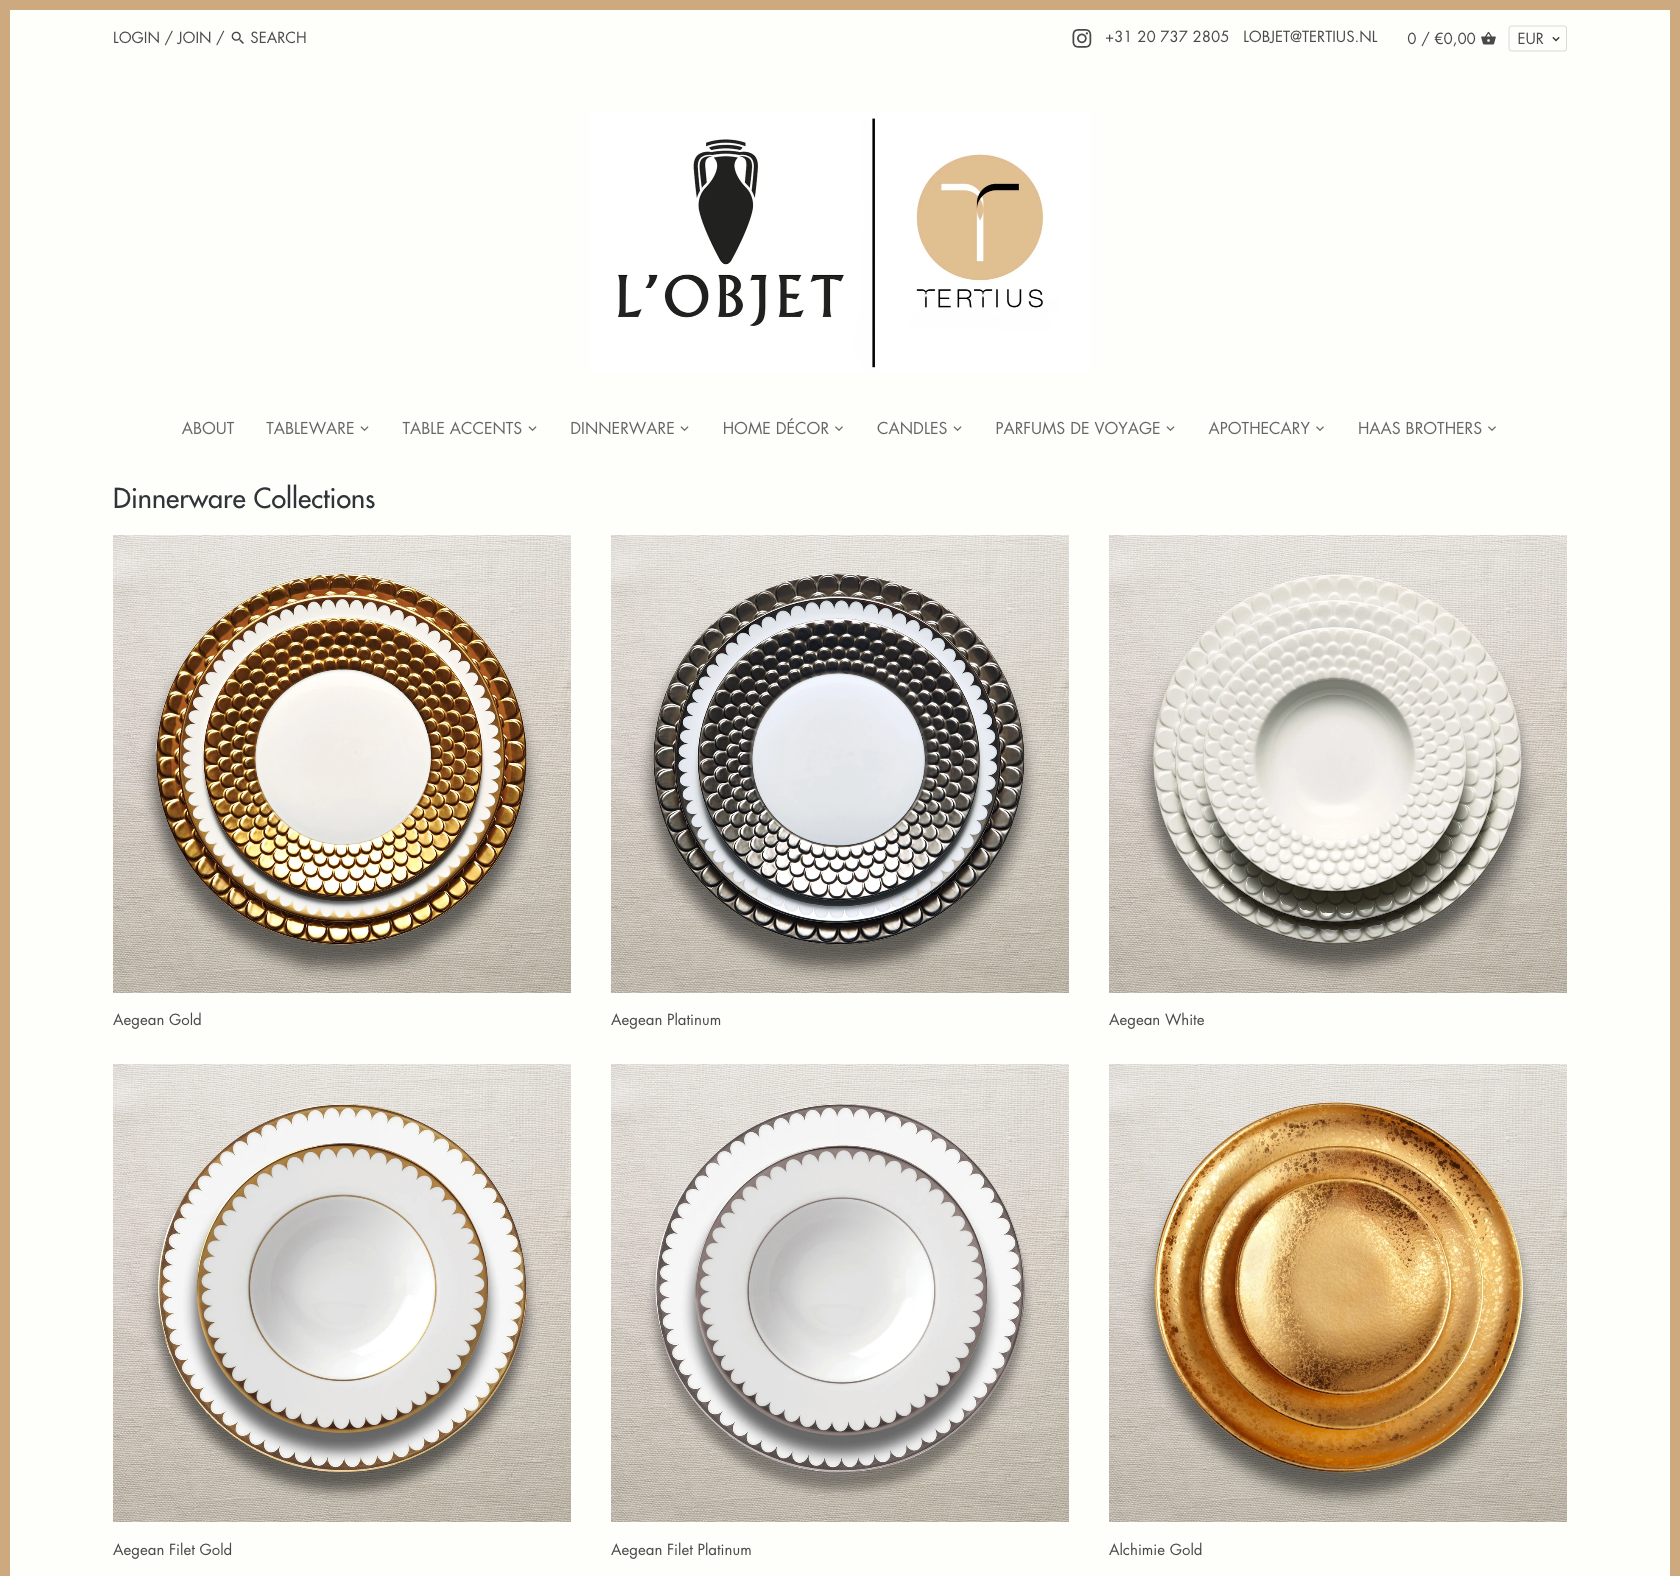 LOGIN / JOIN / SEARCH
+31 20 737 2805 LOBJET@TERTIUS.NL 0 / €0,00 EUR
L'OBJET
TERTIUS
ABOUT TABLEWARE TABLE ACCENTS DINNERWARE HOME DÉCOR CANDLES PARFUMS DE VOYAGE APOTHECARY HAAS BROTHERS
Dinnerware Collections
Aegean Gold
Aegean Platinum
Aegean White
Aegean Filet Gold
Aegean Filet Platinum
Alchimie Gold